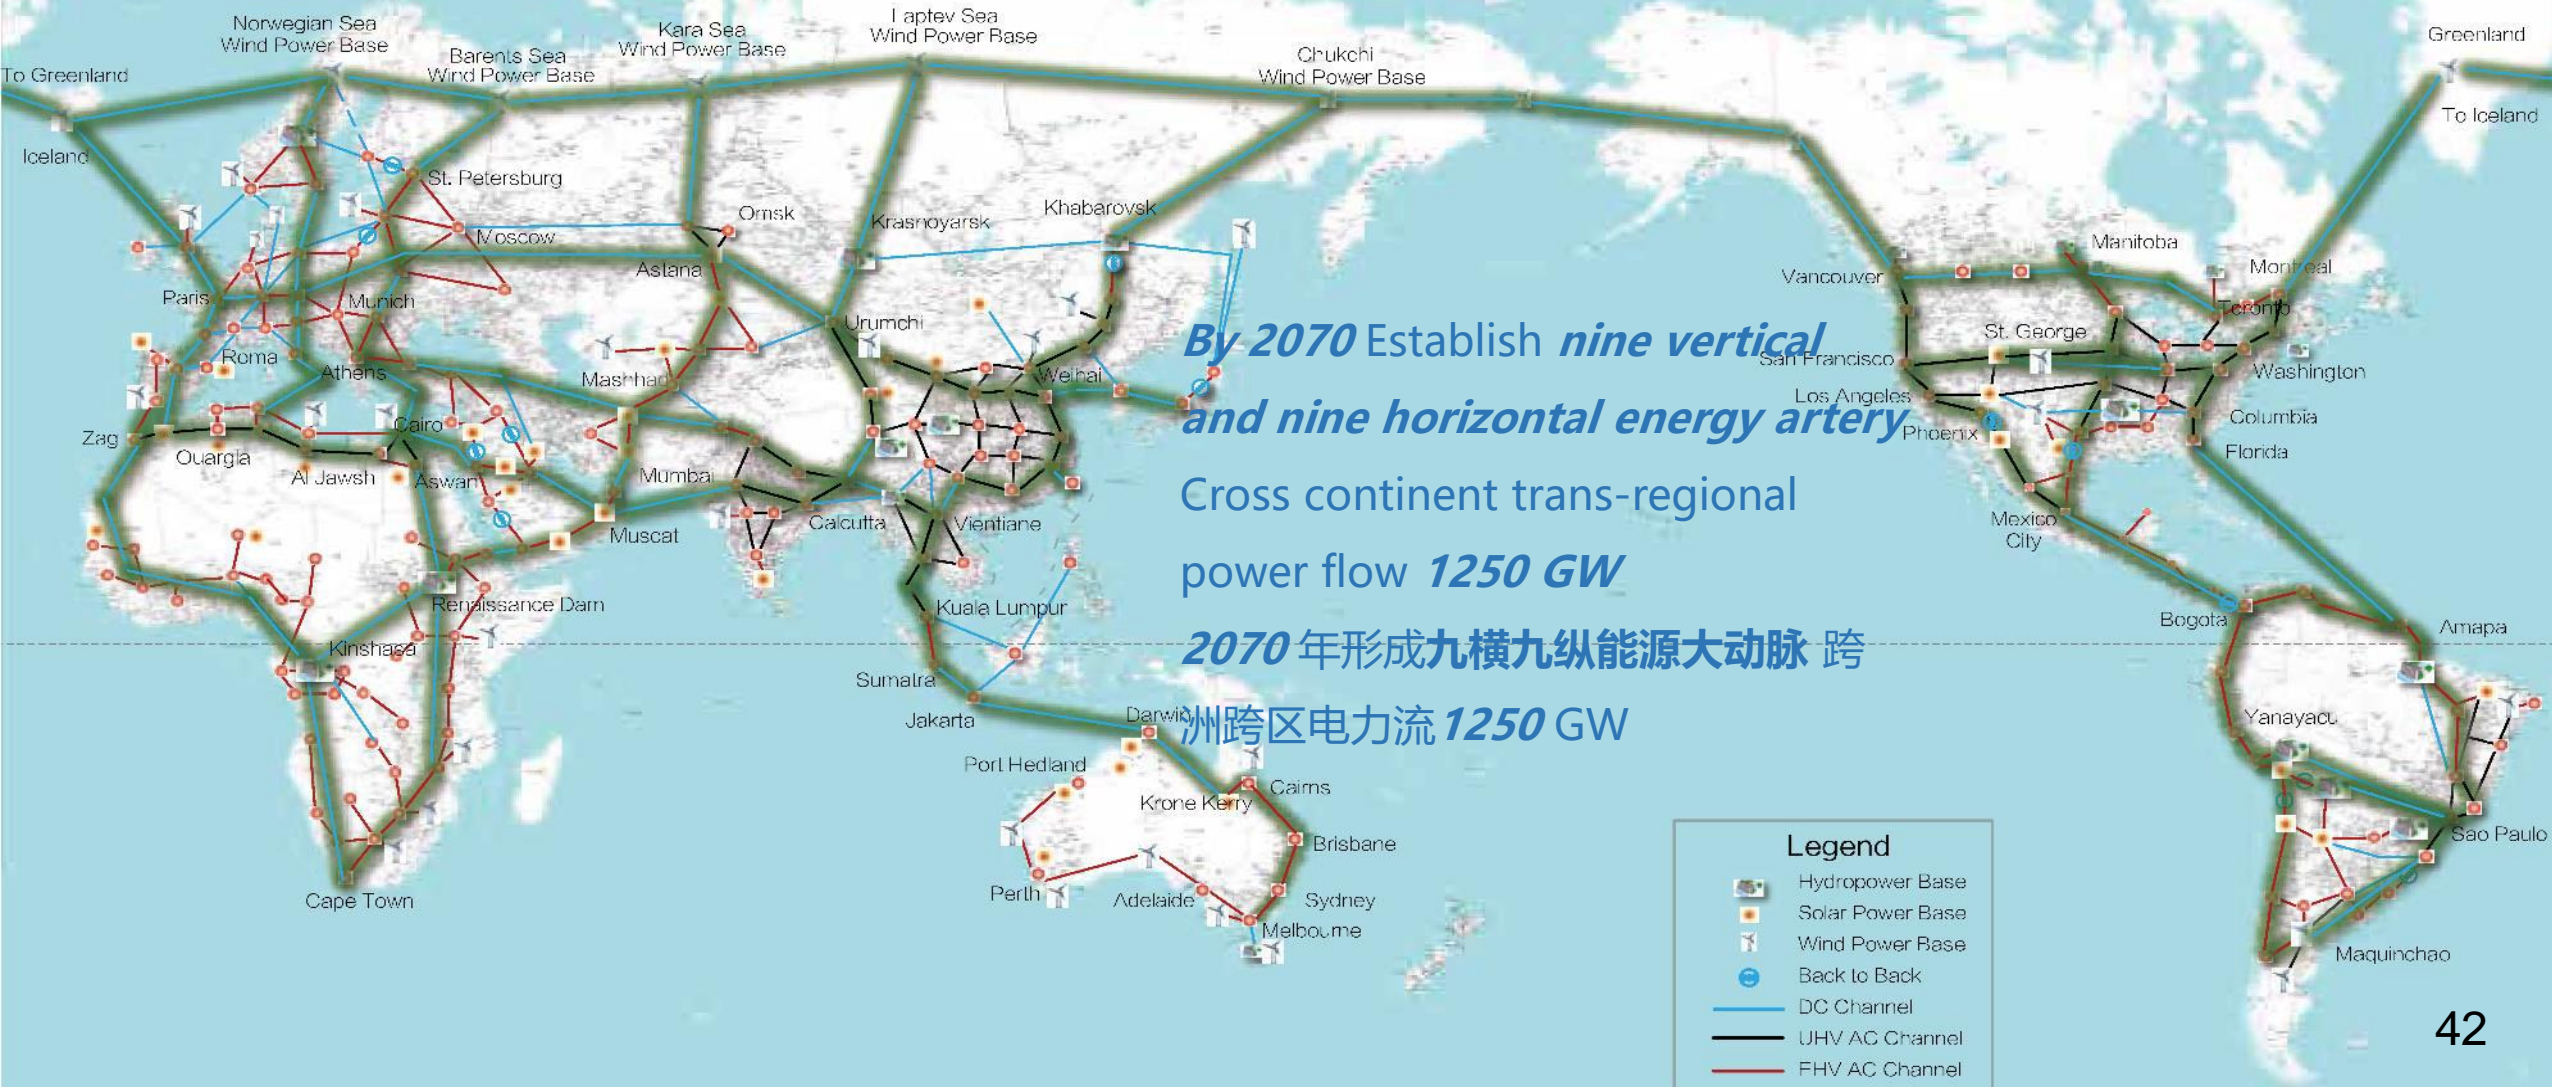 Norwegian Sea
Wind Power Base
Barents Sea
Wind Power Base
Kara Sea
Wind Power Base
Laptev Sea
Wind Power Base
Chukchi
Wind Power Base
Greenland
To Greenland
To Iceland
Iceland
St. Petersburg
Moscow
Omsk
Krasnoyarsk
Khabarovsk
Astana
Paris
Munich
Urumchi
Roma
Athens
Mashhad
Weihai
Zag
Cairo
Ouargla
Al Jawsh
Aswan
Mumbai
Muscat
Calcutta
Vientiane
Renaissance Dam
Kinshasa
Kuala Lumpur
Sumatra
Jakarta
Darwin
Port Hedland
Krone Kerry
Cairns
Brisbane
Perth
Adelaide
Sydney
Melbourne
Cape Town
Vancouver
Manitoba
Montreal
Toronto
St. George
San Francisco
Washington
Los Angeles
Columbia
Phoenix
Florida
Mexico
City
Bogota
Amapa
Yanayacu
Sao Paulo
Maquinchao
By 2070 Establish nine vertical
and nine horizontal energy artery
Cross continent trans-regional
power flow 1250 GW
2070 年形成九横九纵能源大动脉 跨
洲跨区电力流1250 GW
Legend
Hydropower Base
Solar Power Base
Wind Power Base
Back to Back
DC Channel
UHV AC Channel
EHV AC Channel
42